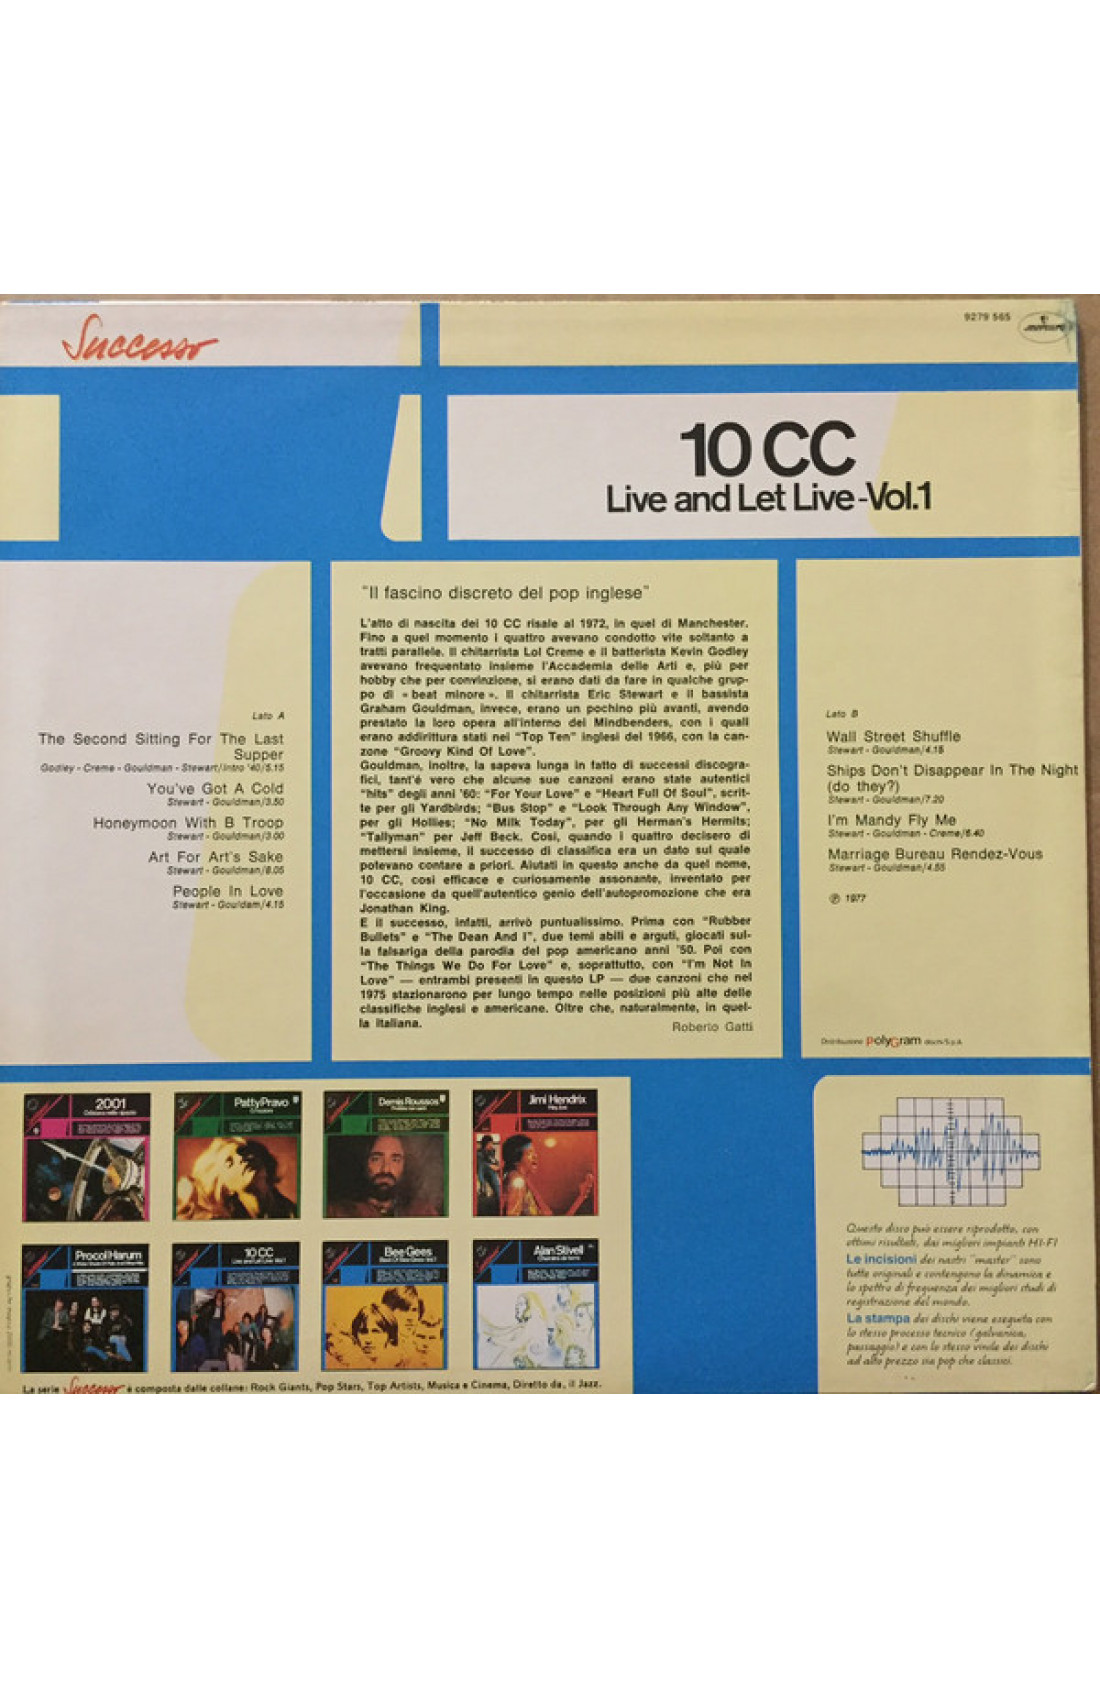 Successo
9279 565
mercury
10 CC
Live and Let Live-Vol.1
Lato A
The Second Sitting For The Last
Supper
Godley - Creme - Gouldman - Stewart/Intro '40/5.15
You've Got A Cold
Stewart - Gouldman/3.50
Honeymoon With B Troop
Stewart - Gouldman/3.00
Art For Art's Sake
Stewart - Gouldman/6.05
People In Love
Stewart - Gouldam/4.15
"Il fascino discreto del pop inglese"
L'atto di nascita dei 10 CC risale al 1972, in quel di Manchester.
Fino a quel momento i quattro avevano condotto vite soltanto a
tratti parallele. Il chitarrista Lol Creme e il batterista Kevin Godley
avevano frequentato insieme l'Accademia delle Arti e, più per
hobby che per convinzione, si erano dati da fare in qualche grup-
po di «beat minore». Il chitarrista Eric Stewart e il bassista
Graham Gouldman, invece, erano un pochino più avanti, avendo
prestato la loro opera all'interno dei Mindbenders, con i quali
erano addirittura stati nei "Top Ten" inglesi del 1966, con la can-
zone "Groovy Kind Of Love".
Gouldman, inoltre, la sapeva lunga in fatto di successi discogra-
fici, tant'é vero che alcune sue canzoni erano state autentici
"hits" degli anni '60: "For Your Love" e "Heart Full Of Soul", scrit-
te per gli Yardbirds; "Bus Stop" e "Look Through Any Window",
per gli Hollies; "No Milk Today", per gli Herman's Hermits;
"Tallyman" per Jeff Beck. Così, quando i quattro decisero di
mettersi insieme, il successo di classifica era un dato sul quale
potevano contare a priori. Aiutati in questo anche da quel nome,
10 CC, così efficace e curiosamente assonante, inventato per
l'occasione da quell'autentico genio dell'autopromozione che era
Jonathan King.
E il successo, infatti, arrivò puntualissimo. Prima con "Rubber
Bullets" e "The Dean And I", due temi abili e arguti, giocati sul-
la falsariga della parodia del pop americano anni '50. Poi con
"The Things We Do For Love" e, soprattutto, con "I'm Not In
Love" — entrambi presenti in questo LP — due canzoni che nel
1975 stazionarono per lungo tempo nelle posizioni più alte delle
classifiche inglesi e americane. Oltre che, naturalmente, in quel-
la Italiana.
Roberto Gatti
Lato B
Wall Street Shuffle
Stewart - Gouldman/4.15
Ships Don't Disappear In The Night
(do they?)
Stewart - Gouldman/7.20
I'm Mandy Fly Me
Stewart - Gouldman - Creme/6.40
Marriage Bureau Rendez-Vous
Stewart - Gouldman/4.55
℗ 1977
Distribuzione polyGram dischi S.p.A.
2001
Odissea nello spazio
Patty Pravo
Demis Roussos
Jimi Hendrix
Procol Harum
10 CC
Live and Let Live Vol.1
Bee Gees
Alan Stivell
La serie Successo è composta dalle collane: Rock Giants, Pop Stars, Top Artists, Musica e Cinema, Diretto da, il Jazz.
Questo disco può essere riprodotto, con
ottimi risultati, dai migliori impianti HI-FI
Le incisioni dei nastri "master" sono
tutte originali e contengono la dinamica e
lo spettro di frequenza dei migliori studi di
registrazione del mondo.
La stampa dei dischi viene eseguita con
lo stesso processo tecnico (galvanica,
passaggio) e con lo stesso vinile dei dischi
ad alto prezzo sia pop che classici.